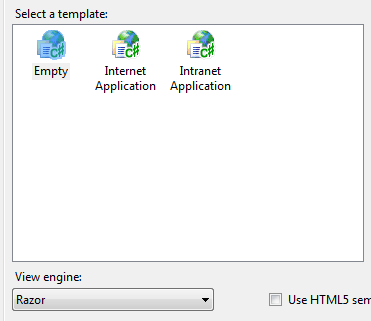 Select a template:
Empty
Internet
Application
Intranet
Application
View engine:
Razor
Use HTML5 sem